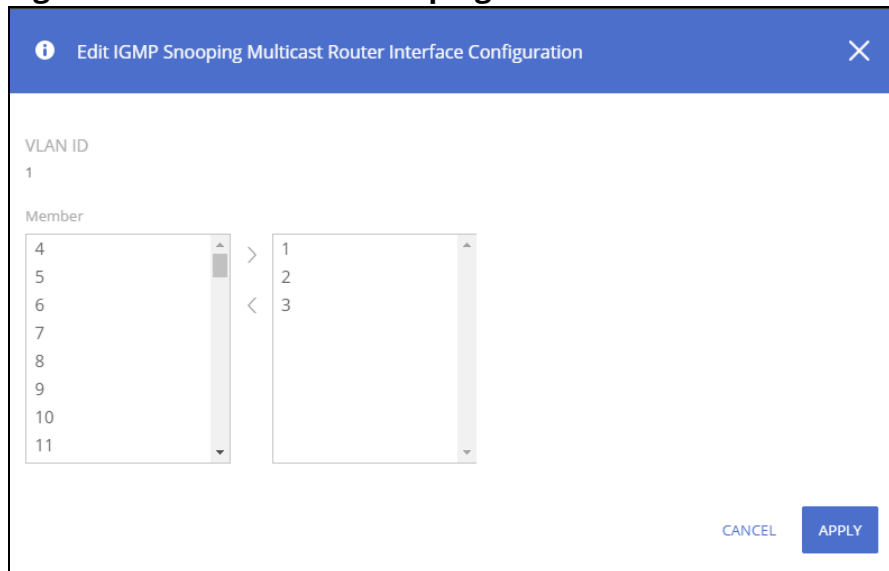 Edit IGMP Snooping Multicast Router Interface Configuration
VLAN ID
1
Member
4
5
6
7
8
9
10
11
1
2
3
CANCEL
APPLY